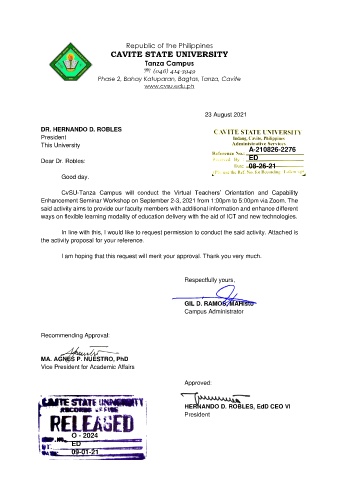 Republic of the Philippines
CAVITE STATE UNIVERSITY
Tanza Campus
☎ (046) 414-3949
Phase 2, Bahay Katuparan, Bagtas, Tanza, Cavite
www.cvsu.edu.ph
23 August 2021
DR. HERNANDO D. ROBLES
President
This University
CAVITE STATE UNIVERSITY
Indang, Cavite, Philippines
Administrative Services
Reference No. A-210826-2276
Received By ED
Date 08-26-21
Dear Dr. Robles:
Good day.
CvSU-Tanza Campus will conduct the Virtual Teachers' Orientation and Capability
Enhancement Seminar Workshop on September 2-3, 2021 from 1:00pm to 5:00pm via Zoom. The
said activity aims to provide our faculty members with additional information and enhance different
ways on flexible learning modality of education delivery with the aid of ICT and new technologies.
In line with this, I would like to request permission to conduct the said activity. Attached is
the activity proposal for your reference.
I am hoping that this request will merit your approval. Thank you very much.
Respectfully yours,
GIL D. RAMOS, MAHisto
Campus Administrator
Recommending Approval:
MA. AGNES P. NUESTRO, PhD
Vice President for Academic Affairs
Approved:
HERNANDO D. ROBLES, EdD CEO VI
President
CAVITE STATE UNIVERSITY
RECORDS OFFICE
RELEASED
O - 2024
ED
09-01-21